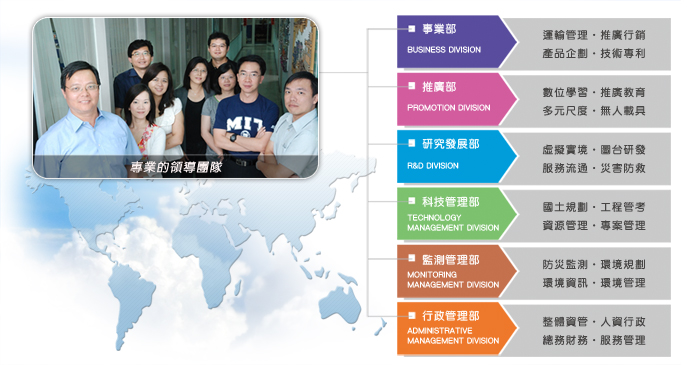 MIT
專業的領導團隊
事業部
BUSINESS DIVISION
運輸管理・推廣行銷
產品企劃・技術專利
推廣部
PROMOTION DIVISION
數位學習・推廣教育
多元尺度・無人載具
研究發展部
R&D DIVISION
虛擬實境・圖台研發
服務流通・災害防救
科技管理部
TECHNOLOGY
MANAGEMENT DIVISION
國土規劃・工程管考
資源管理・專案管理
監測管理部
MONITORING
MANAGEMENT DIVISION
防災監測・環境規劃
環境資訊・環境管理
行政管理部
ADMINISTRATIVE
MANAGEMENT DIVISION
整體資管・人資行政
總務財務・服務管理